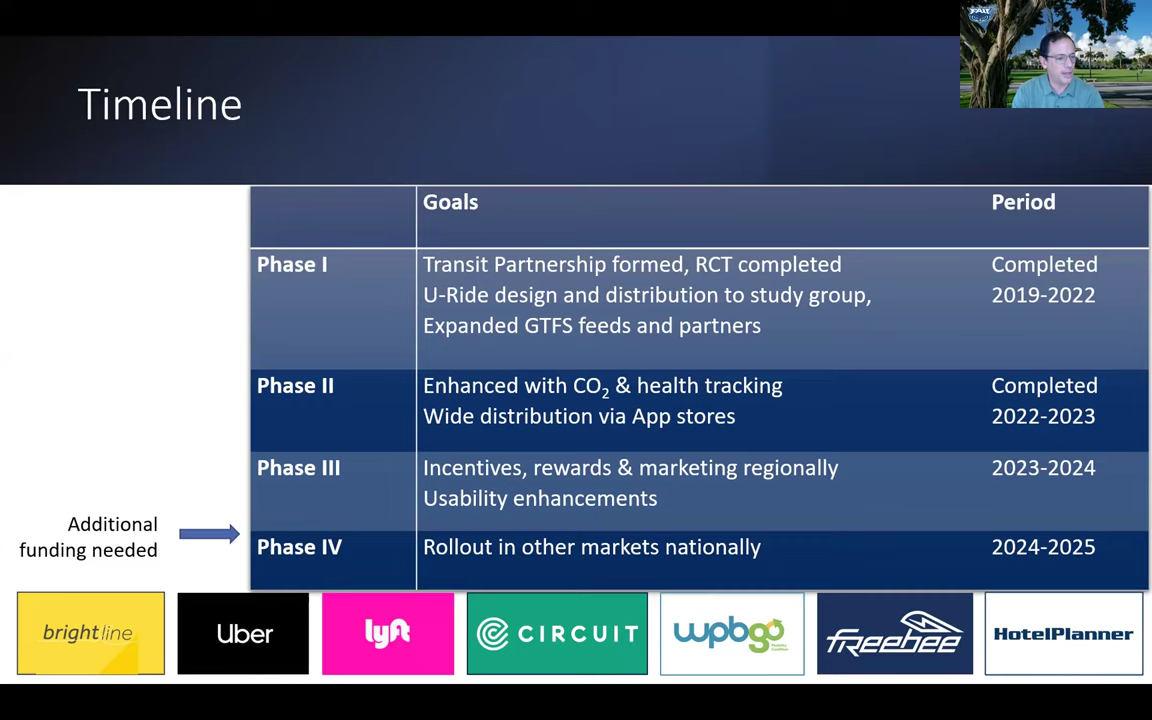 FAU
Timeline
Goals
Period
Phase I
Transit Partnership formed, RCT completed
U-Ride design and distribution to study group,
Expanded GTFS feeds and partners
Completed
2019-2022
Phase II
Enhanced with CO₂ & health tracking
Wide distribution via App stores
Completed
2022-2023
Phase III
Incentives, rewards & marketing regionally
Usability enhancements
2023-2024
Additional
funding needed
Phase IV
Rollout in other markets nationally
2024-2025
brightline
Uber
lyft
CIRCUIT
wpbgo
freebee
HotelPlanner